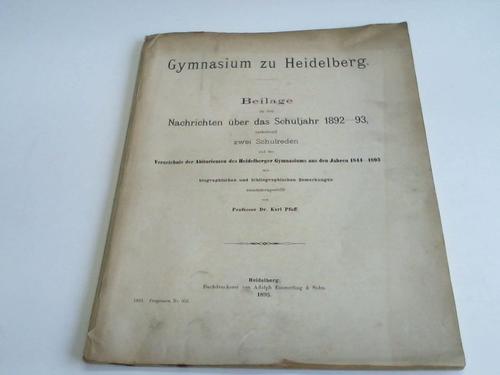 Gymnasium zu Heidelberg.
Beilage
zu den
Nachrichten über das Schuljahr 1892—93,
enthaltend
zwei Schulreden
und das
Verzeichnis der Abiturienten des Heidelberger Gymnasiums aus den Jahren 1844—1893
mit
biographischen und bibliographischen Bemerkungen
zusammengestellt
von
Professor Dr. Karl Pfaff.
Heidelberg.
Buchdruckerei von Adolph Emmerling & Sohn.
1893.
1893. Programm Nr.